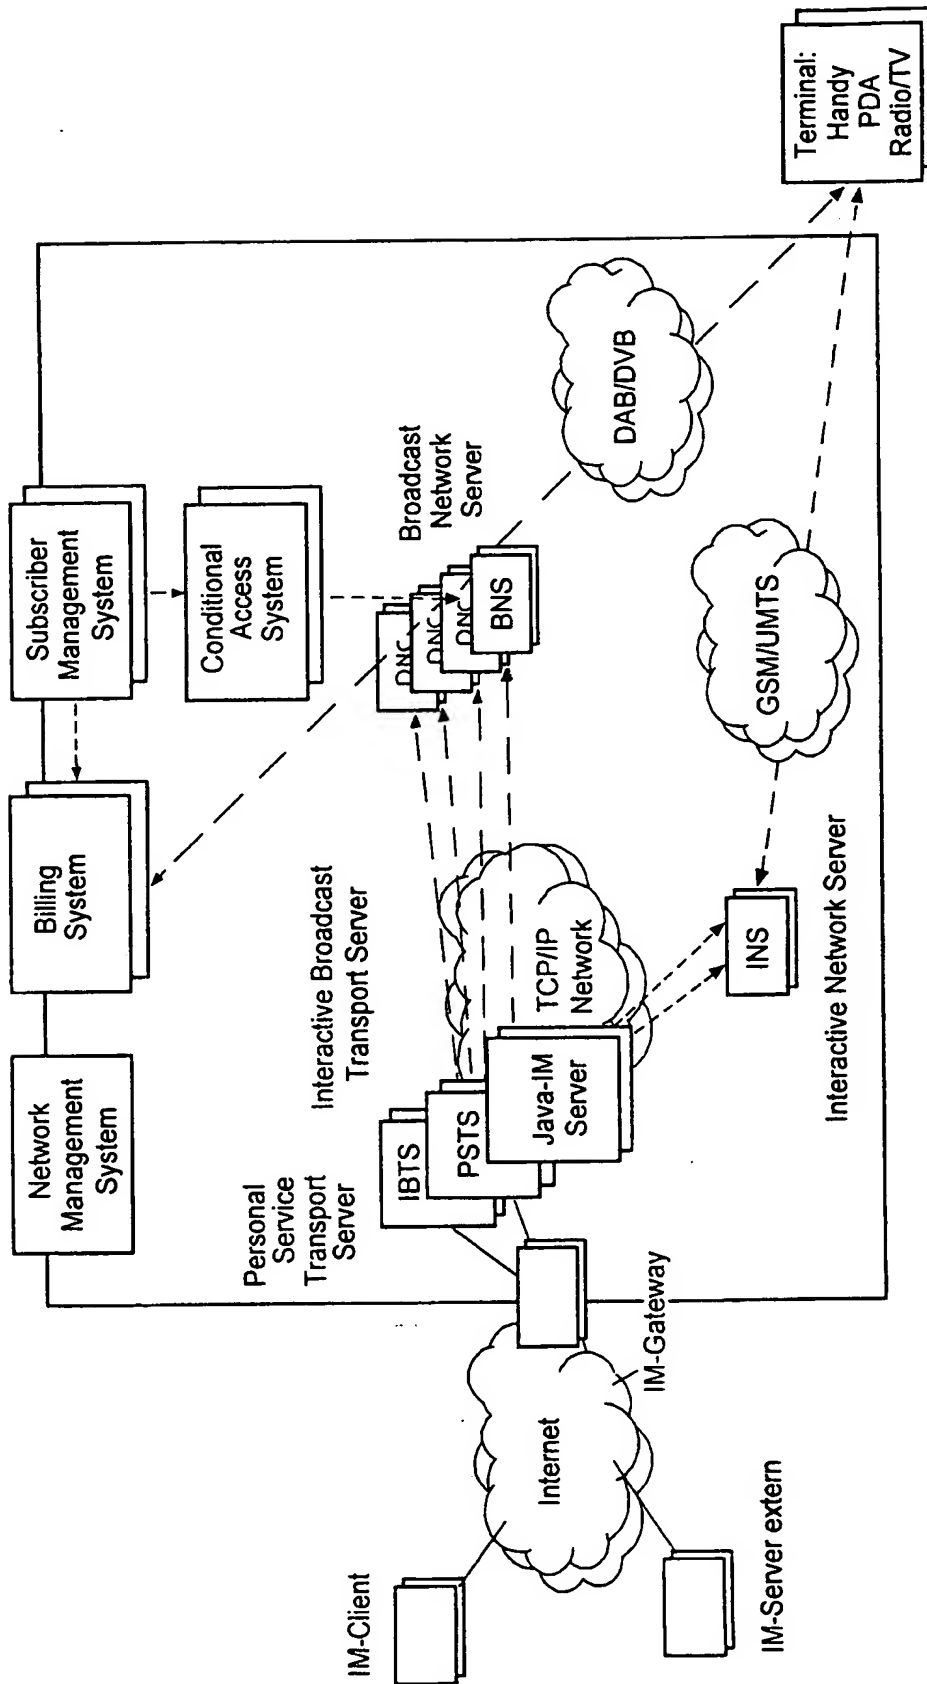 Network
Management
System
Billing
System
Subscriber
Management
System
Conditional
Access
System
Personal
Service
Transport
Server
Interactive Broadcast
Transport Server
Broadcast
Network
Server
IM-Client
IBTS
PSTS
Java-IM
Server
TCP/IP
Network
BNS
DAB/DVB
Internet
IM-Gateway
INS
GSM/UMTS
IM-Server extern
Interactive Network Server
Terminal:
Handy
PDA
Radio/TV